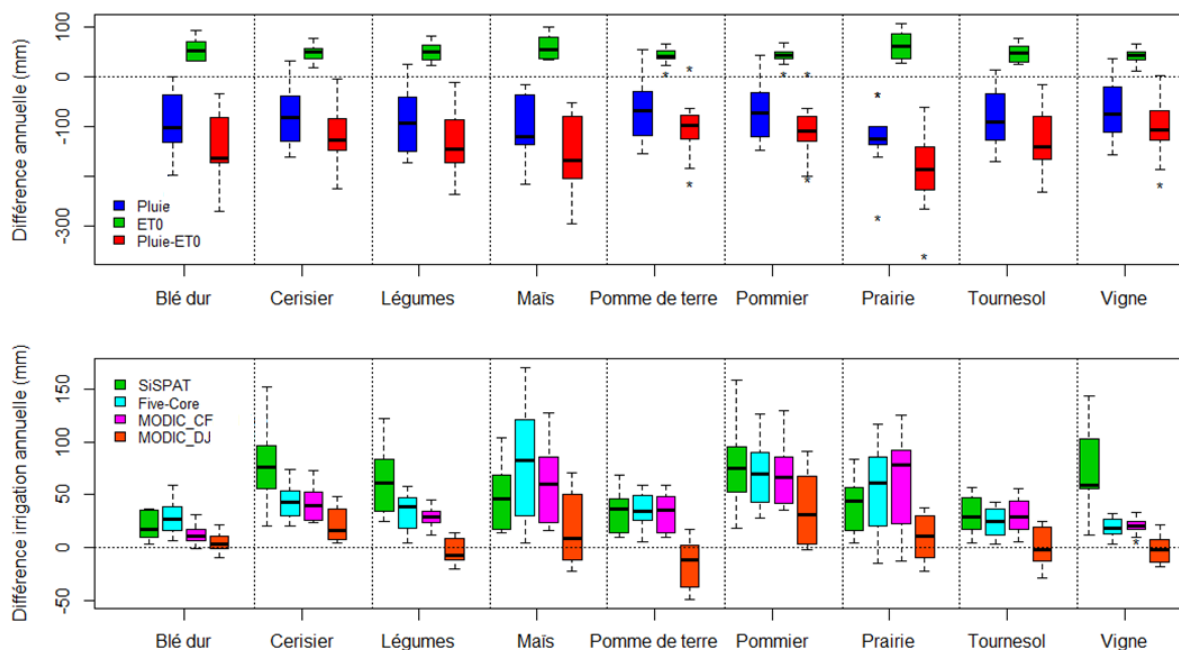 Différence annuelle (mm)
100
0
-100
-300
Pluie
ET0
Pluie-ET0
Blé dur Cerisier Légumes Maïs Pomme de terre Pommier Prairie Tournesol Vigne
Différence irrigation annuelle (mm)
150
100
50
0
-50
SiSPAT
Five-Core
MODIC_CF
MODIC_DJ
Blé dur Cerisier Légumes Maïs Pomme de terre Pommier Prairie Tournesol Vigne